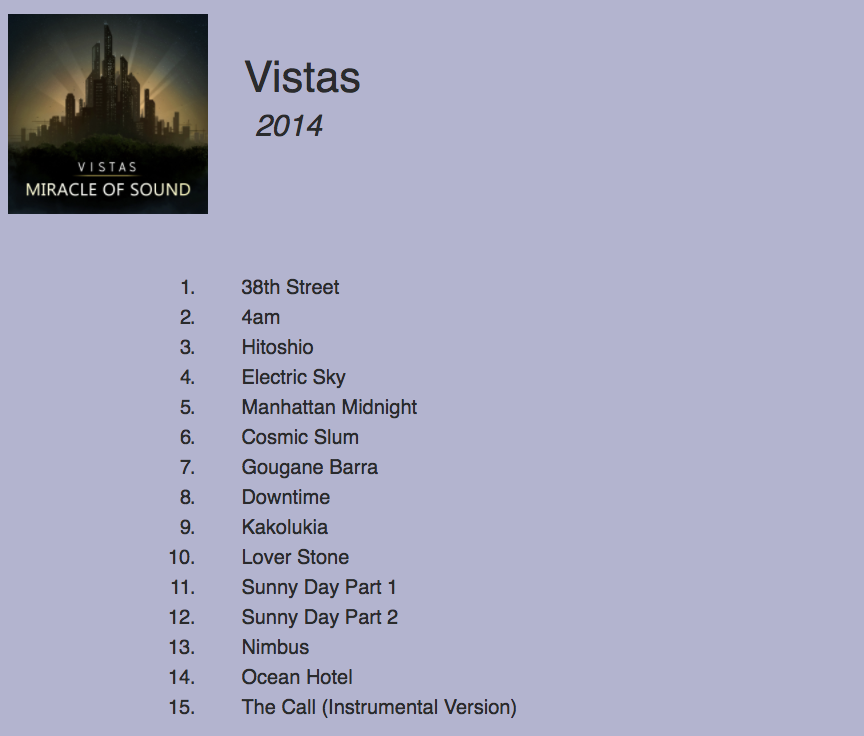 VISTAS
MIRACLE OF SOUND
Vistas
2014
1. 38th Street
2. 4am
3. Hitoshio
4. Electric Sky
5. Manhattan Midnight
6. Cosmic Slum
7. Gougane Barra
8. Downtime
9. Kakolukia
10. Lover Stone
11. Sunny Day Part 1
12. Sunny Day Part 2
13. Nimbus
14. Ocean Hotel
15. The Call (Instrumental Version)